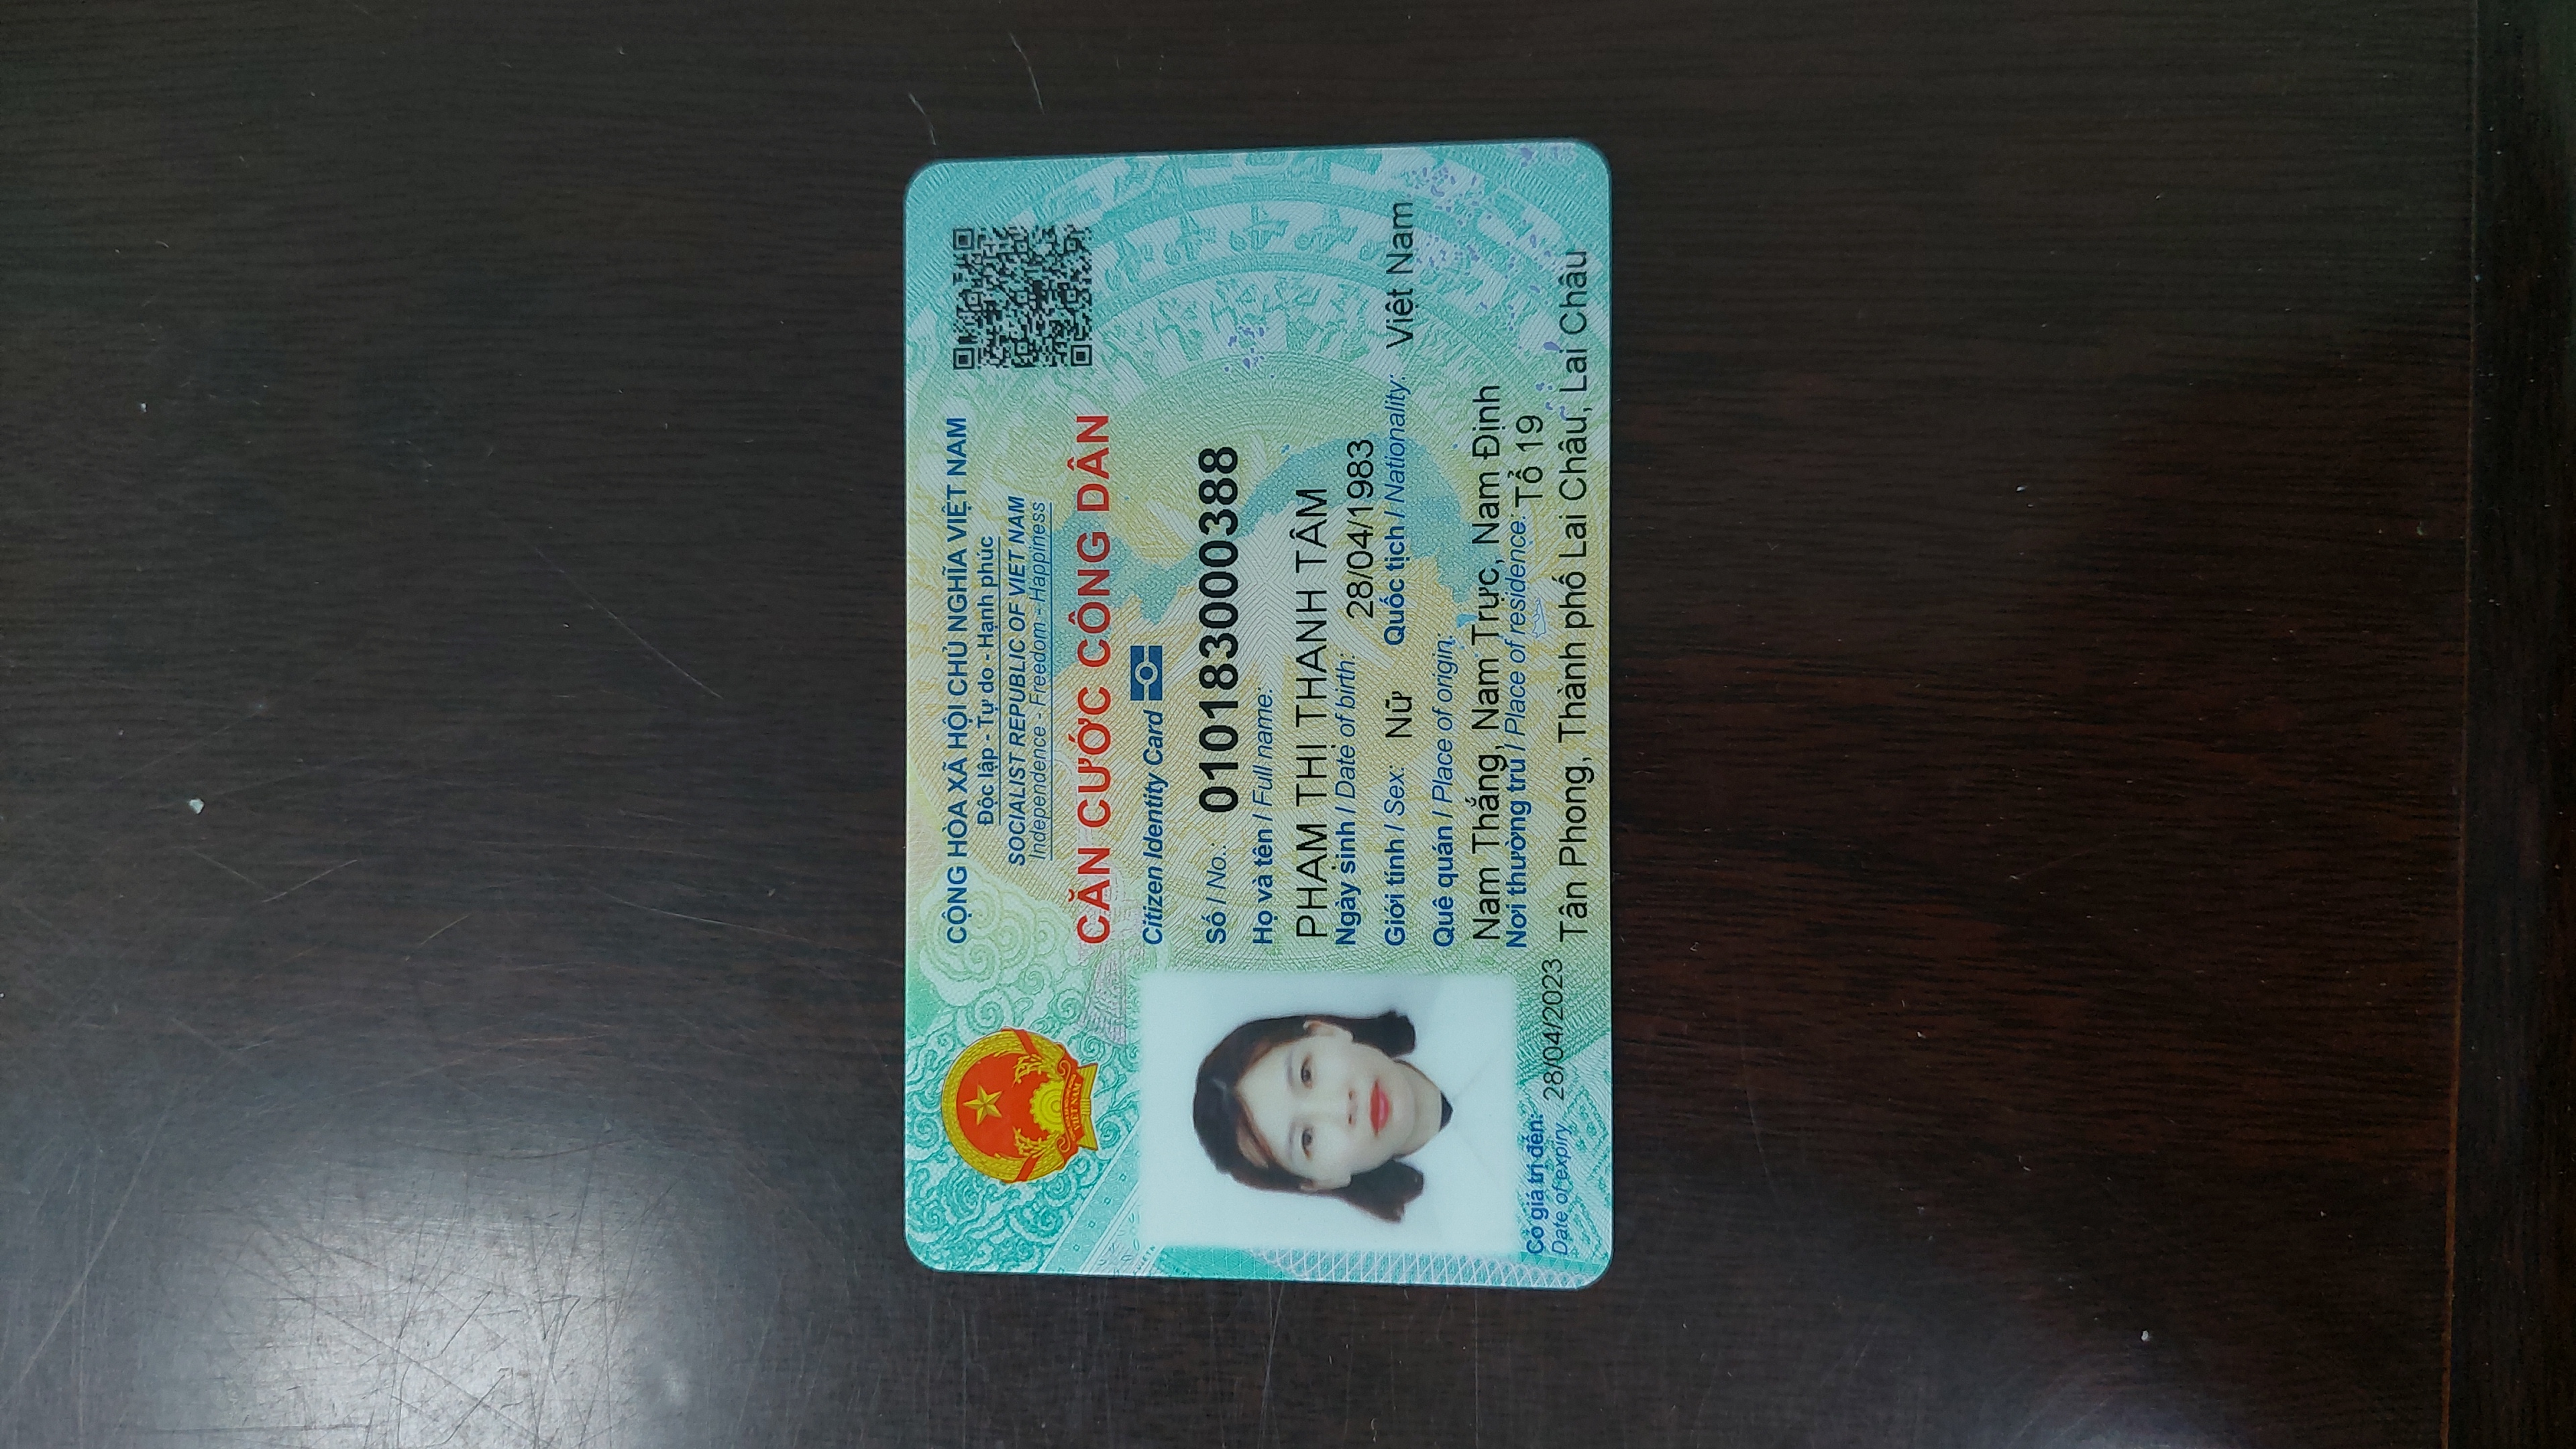 CỘNG HÒA XÃ HỘI CHỦ NGHĨA VIỆT NAM
Độc lập - Tự do - Hạnh phúc
SOCIALIST REPUBLIC OF VIET NAM
Independence - Freedom - Happiness
CĂN CƯỚC CÔNG DÂN
Citizen Identity Card
Số / No.: 010183000388
Họ và tên / Full name:
PHẠM THỊ THANH TÂM
Ngày sinh / Date of birth: 28/04/1983
Giới tính / Sex: Nữ Quốc tịch / Nationality: Việt Nam
Quê quán / Place of origin:
Nam Thắng, Nam Trực, Nam Định
Nơi thường trú / Place of residence: Tổ 19
Tân Phong, Thành phố Lai Châu, Lai Châu
Có giá trị đến: 28/04/2023
Date of expiry
VIỆT NAM